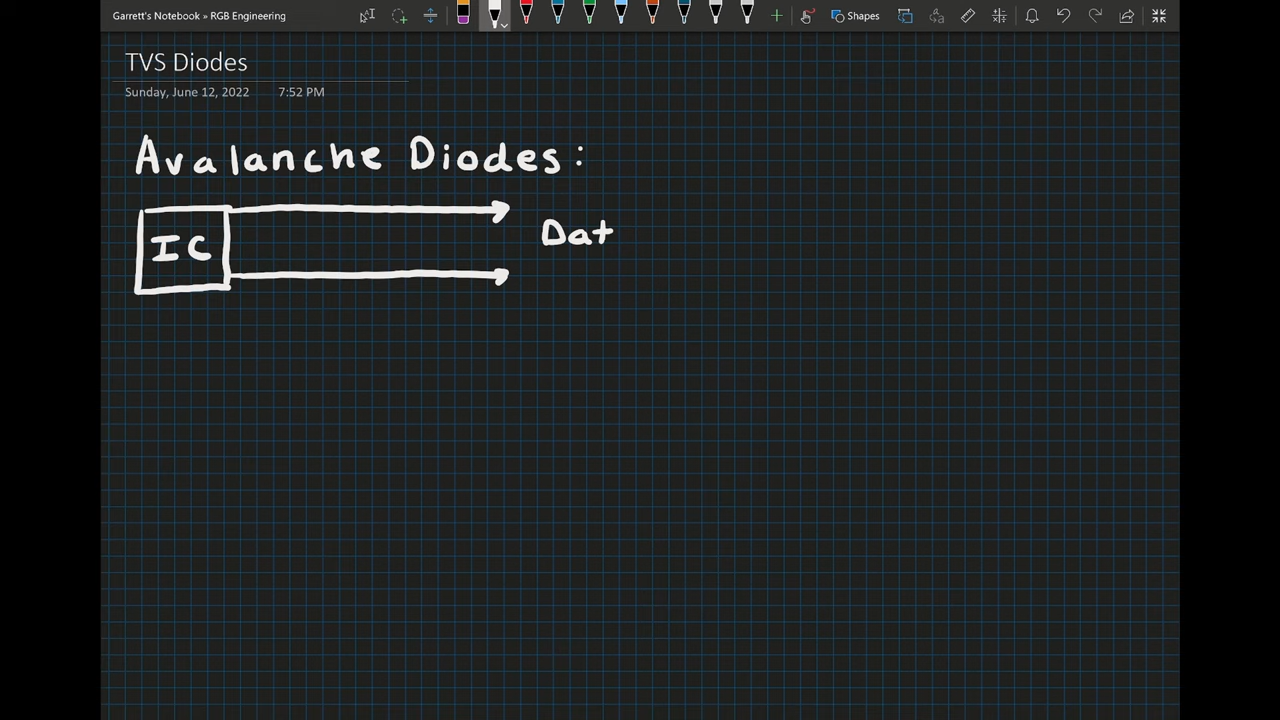 Garrett's Notebook » RGB Engineering
Shapes
TVS Diodes
Sunday, June 12, 2022 7:52 PM
Avalanche Diodes:
IC
Dat